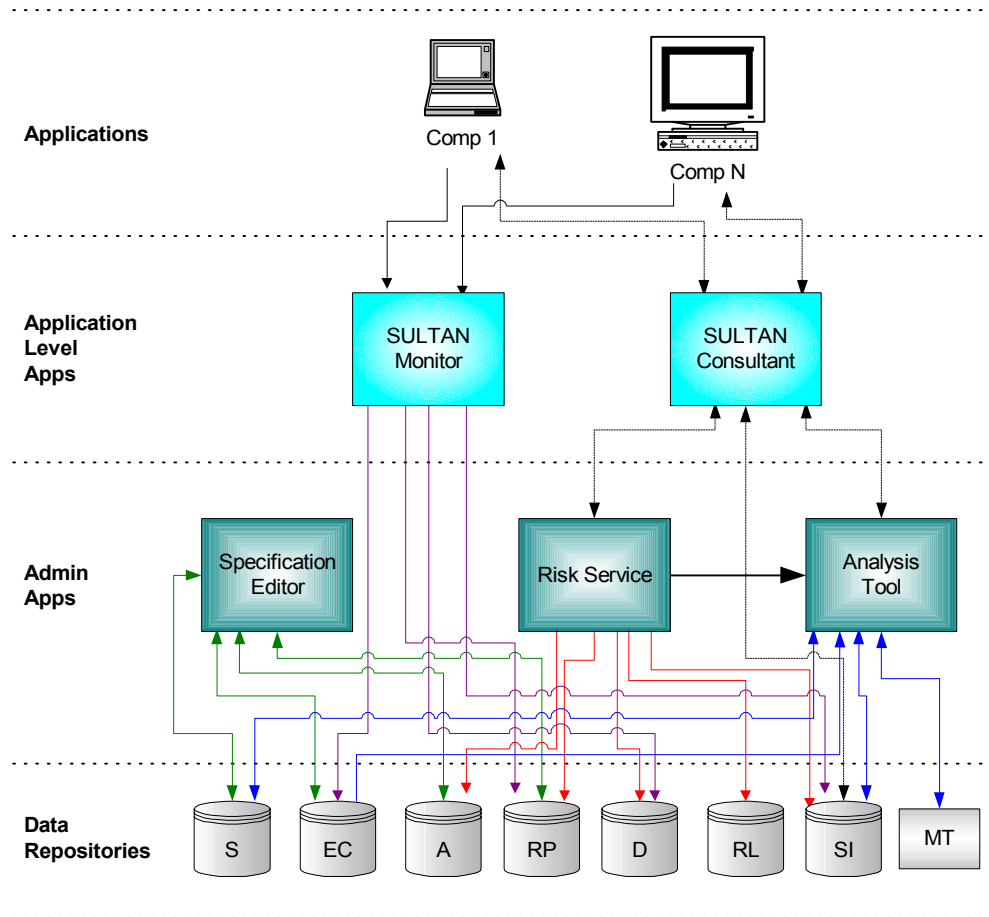 Comp 1
Applications
Comp N
Application
Level
Apps
SULTAN
Monitor
SULTAN
Consultant
Admin
Apps
Specification
Editor
Risk Service
Analysis
Tool
Data
Repositories
S
EC
A
RP
D
RL
SI
MT